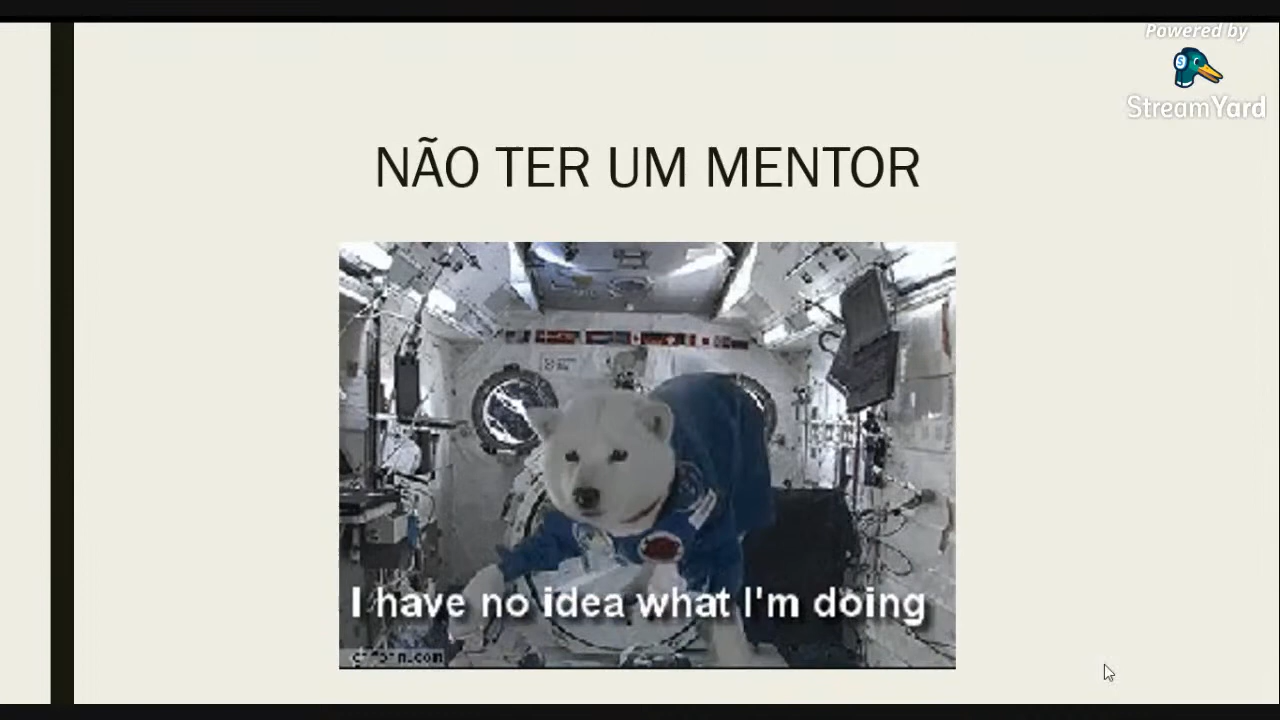 Powered by
StreamYard
NÃO TER UM MENTOR
I have no idea what I'm doing